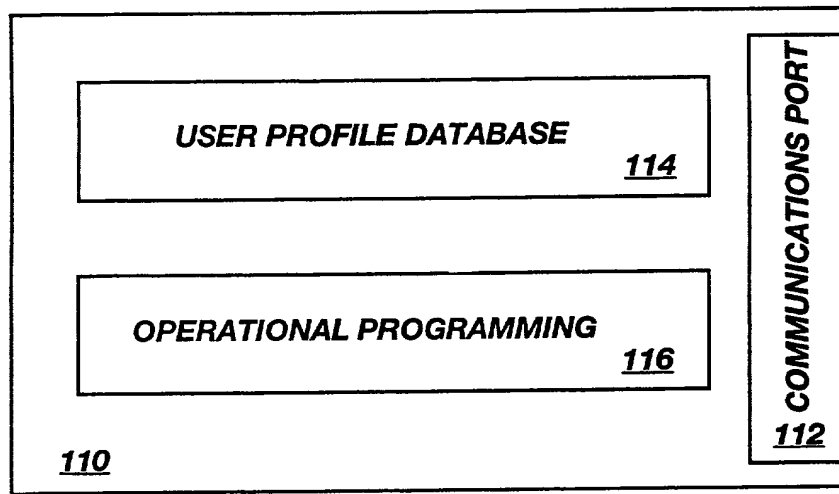 USER PROFILE DATABASE
114
OPERATIONAL PROGRAMMING
116
COMMUNICATIONS PORT
112
110